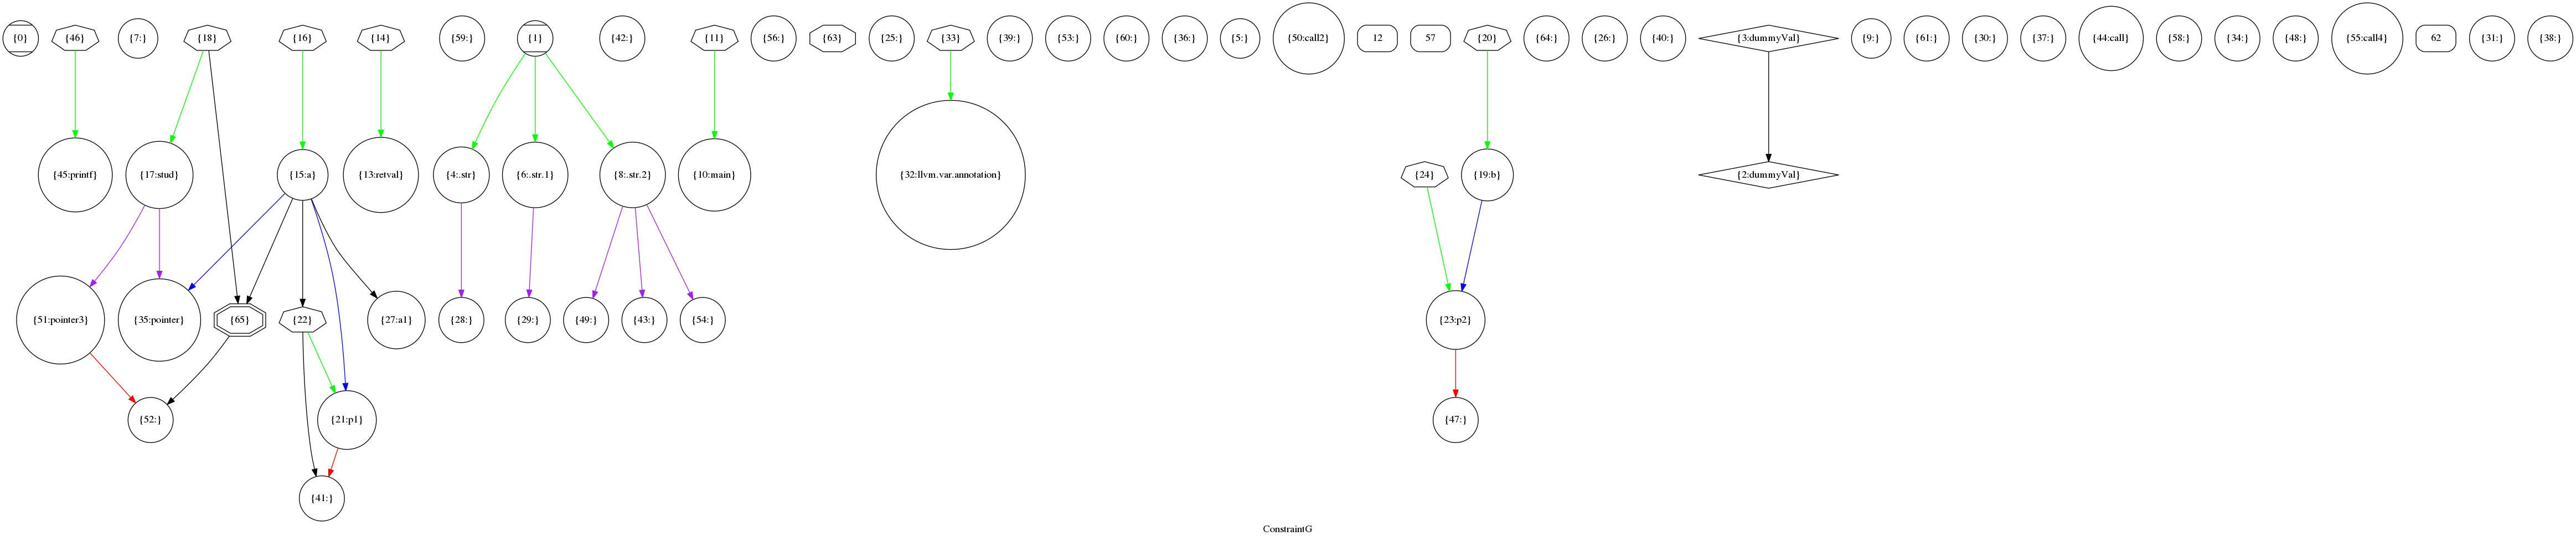 {0}
{46}
{7:}
{18}
{16}
{14}
{59:}
{1}
{42:}
{11}
{56:}
{63}
{25:}
{33}
{39:}
{53:}
{60:}
{36:}
{5:}
{50:call2}
12
57
{20}
{64:}
{26:}
{40:}
{3:dummyVal}
{9:}
{61:}
{30:}
{37:}
{44:call}
{58:}
{34:}
{48:}
{55:call4}
62
{31:}
{38:}
{45:printf}
{17:stud}
{15:a}
{13:retval}
{4:.str}
{6:.str.1}
{8:.str.2}
{10:main}
{32:llvm.var.annotation}
{24}
{19:b}
{2:dummyVal}
{51:pointer3}
{35:pointer}
{65}
{22}
{27:a1}
{28:}
{29:}
{49:}
{43:}
{54:}
{23:p2}
{52:}
{21:p1}
{47:}
{41:}
ConstraintG